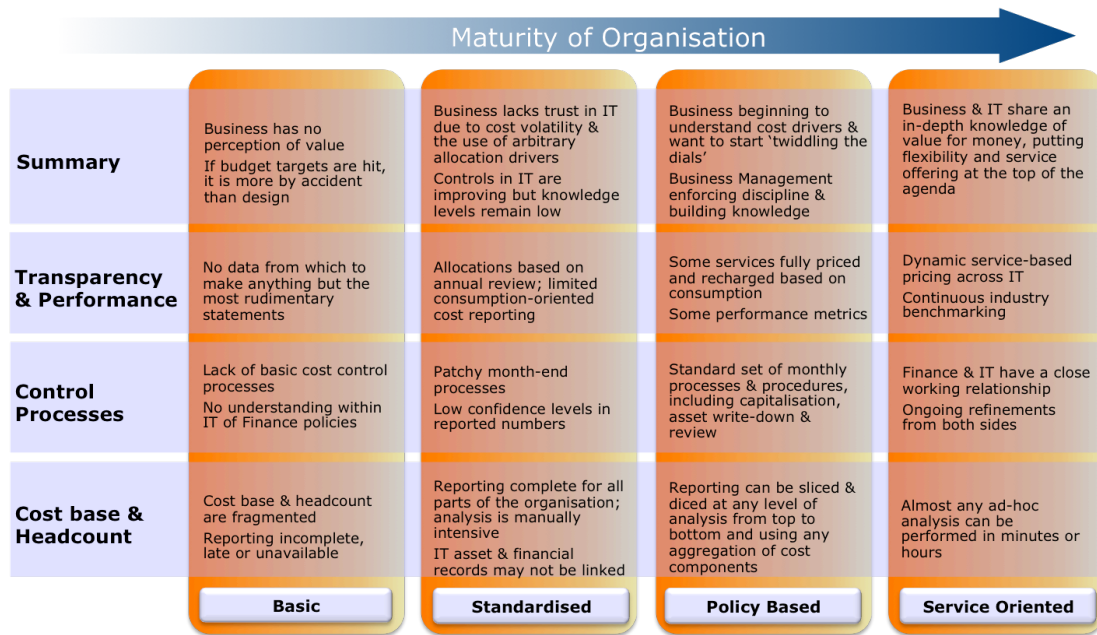 Maturity of Organisation
Summary
Business has no
perception of value
If budget targets are hit,
it is more by accident
than design
Business lacks trust in IT
due to cost volatility &
the use of arbitrary
allocation drivers
Controls in IT are
improving but knowledge
levels remain low
Business beginning to
understand cost drivers &
want to start ‘twiddling the
dials’
Business Management
enforcing discipline &
building knowledge
Business & IT share an
in-depth knowledge of
value for money, putting
flexibility and service
offering at the top of the
agenda
Transparency
& Performance
No data from which to
make anything but the
most rudimentary
statements
Allocations based on
annual review; limited
consumption-oriented
cost reporting
Some services fully priced
and recharged based on
consumption
Some performance metrics
Dynamic service-based
pricing across IT
Continuous industry
benchmarking
Control
Processes
Lack of basic cost control
processes
No understanding within
IT of Finance policies
Patchy month-end
processes
Low confidence levels in
reported numbers
Standard set of monthly
processes & procedures,
including capitalisation,
asset write-down &
review
Finance & IT have a close
working relationship
Ongoing refinements
from both sides
Cost base &
Headcount
Cost base & headcount
are fragmented
Reporting incomplete,
late or unavailable
Reporting complete for all
parts of the organisation;
analysis is manually
intensive
IT asset & financial
records may not be linked
Reporting can be sliced &
diced at any level of
analysis from top to
bottom and using any
aggregation of cost
components
Almost any ad-hoc
analysis can be
performed in minutes or
hours
Basic
Standardised
Policy Based
Service Oriented